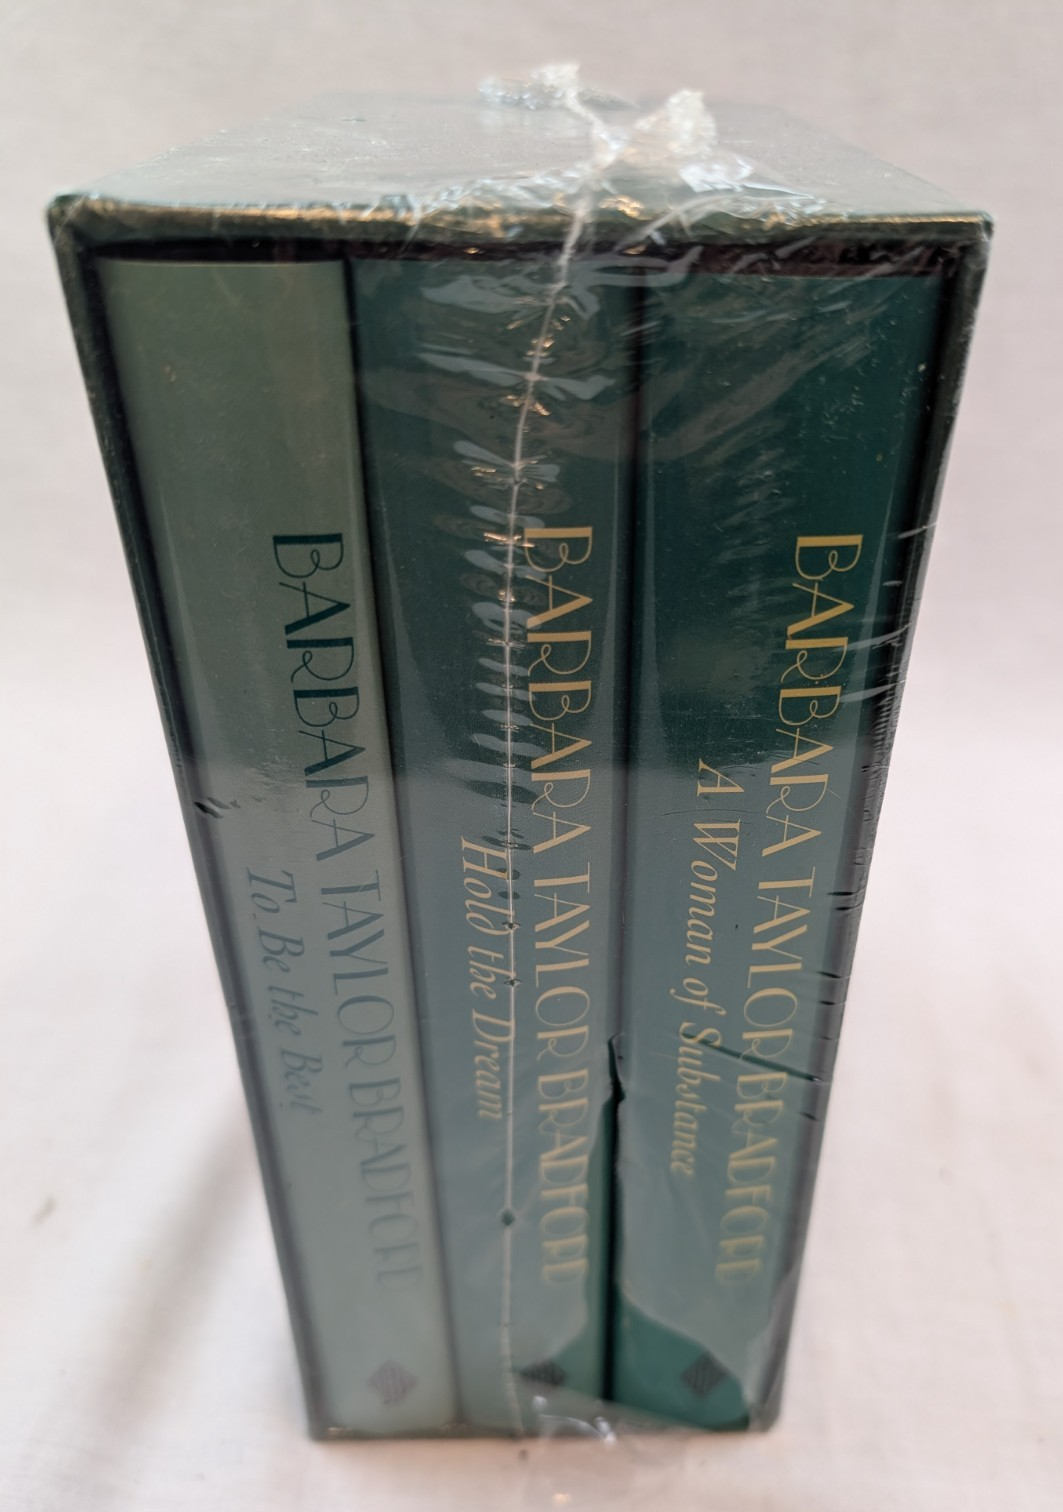 BARBARA TAYLOR BRADFORD
To Be the Best
BARBARA TAYLOR BRADFORD
Hold the Dream
BARBARA TAYLOR BRADFORD
A Woman of Substance